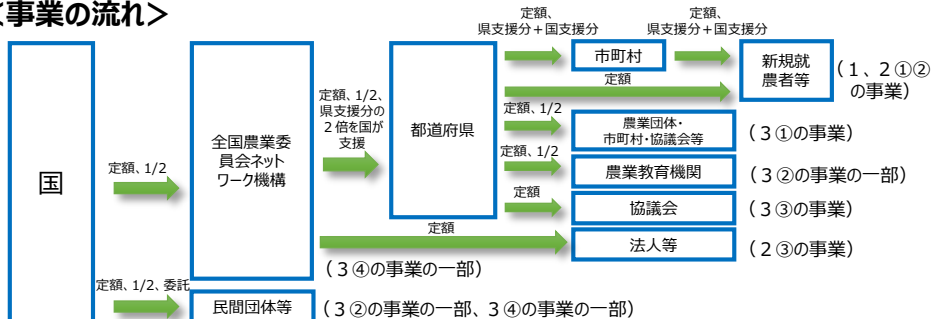 <事業の流れ>
定額、
県支援分＋国支援分
定額、
県支援分＋国支援分
市町村
新規就
農者等
（１、２①②
の事業）
定額
国
定額、1/2
全国農業委
員会ネット
ワーク機構
定額、1/2、
県支援分の
２倍を国が
支援
都道府県
定額、1/2
農業団体・
市町村・協議会等
（３①の事業）
定額、1/2
農業教育機関
（３②の事業の一部）
定額
協議会
（３③の事業）
定額
法人等
（２③の事業）
（３④の事業の一部）
定額、1/2、委託
民間団体等
（３②の事業の一部、３④の事業の一部）